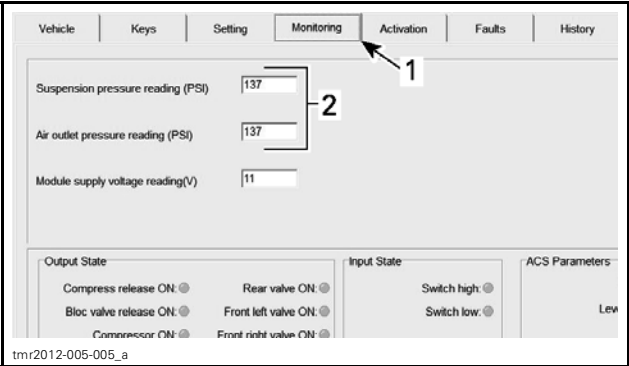 Vehicle Keys Setting Monitoring Activation Faults History
1
Suspension pressure reading (PSI) 137
2
Air outlet pressure reading (PSI) 137
Module supply voltage reading(V) 11
Output State Input State ACS Parameters
Compress release ON: Rear valve ON: Switch high:
Bloc valve release ON: Front left valve ON: Switch low:
Compressor ON: Front right valve ON:
tmr2012-005-005_a